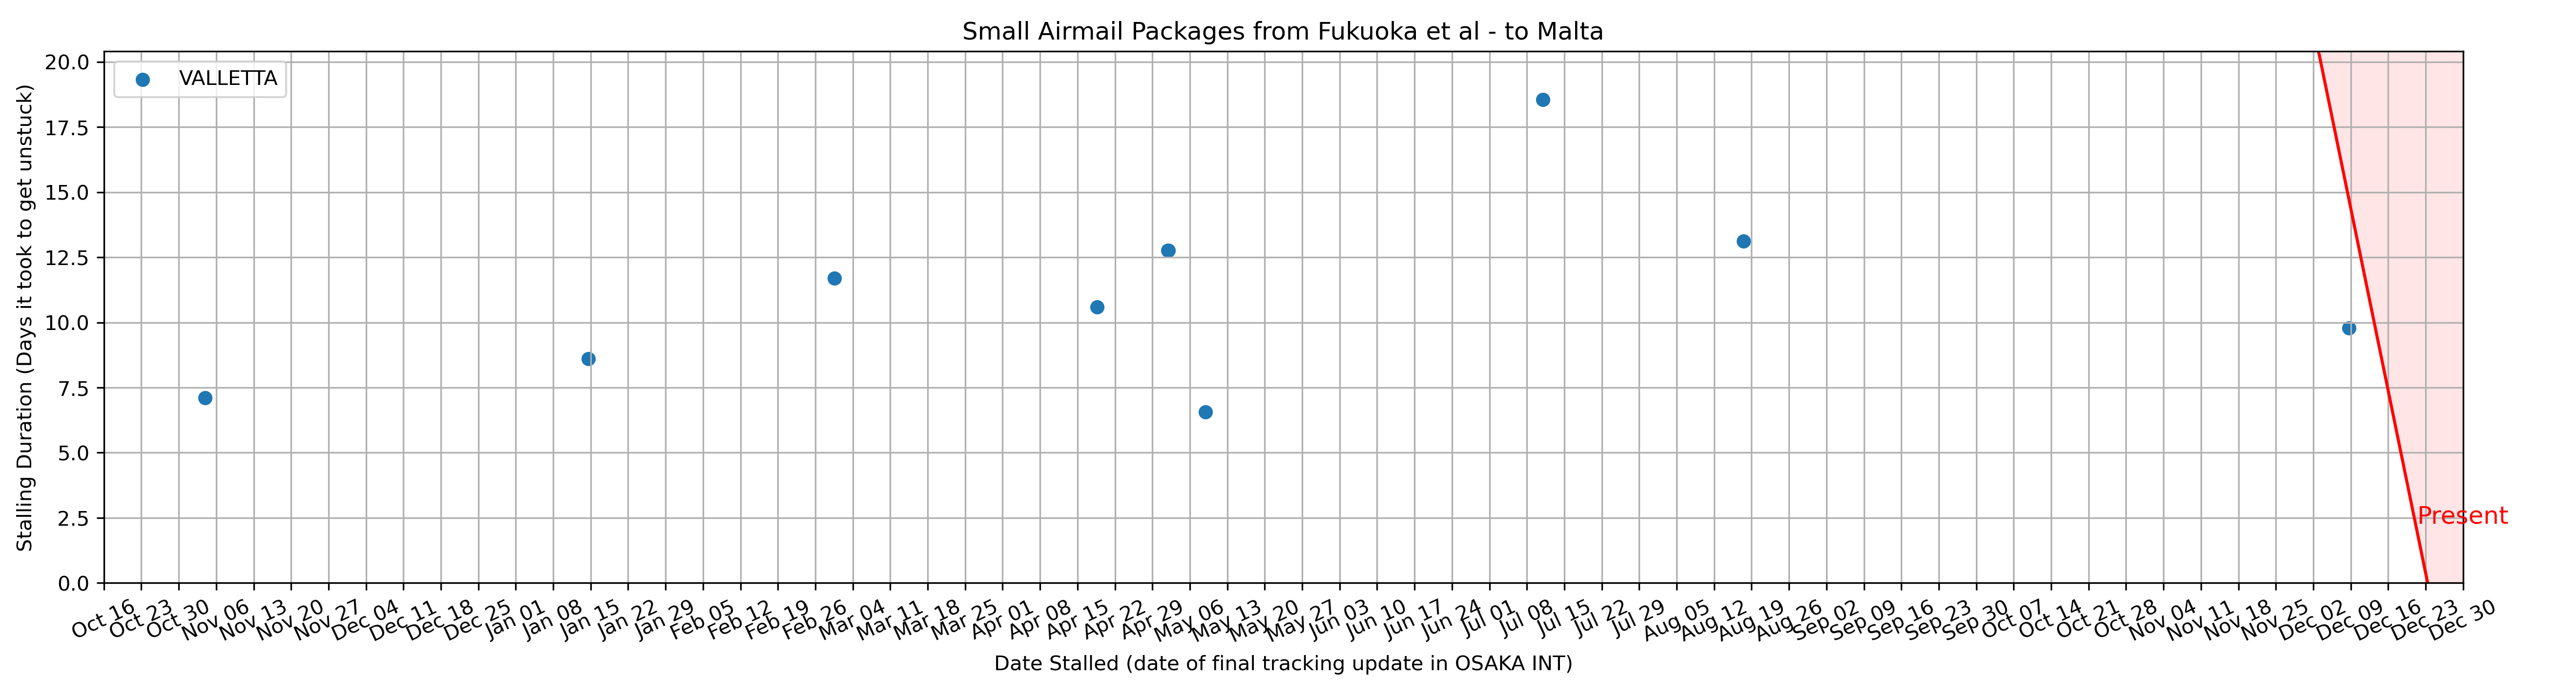 Small Airmail Packages from Fukuoka et al - to Malta
VALLETTA
Stalling Duration (Days it took to get unstuck)
20.0
17.5
15.0
12.5
10.0
7.5
5.0
2.5
0.0
Present
Oct 16
Oct 23
Oct 30
Nov 06
Nov 13
Nov 20
Nov 27
Dec 04
Dec 11
Dec 18
Dec 25
Jan 01
Jan 08
Jan 15
Jan 22
Jan 29
Feb 05
Feb 12
Feb 19
Feb 26
Mar 04
Mar 11
Mar 18
Mar 25
Apr 01
Apr 08
Apr 15
Apr 22
Apr 29
May 06
May 13
May 20
May 27
Jun 03
Jun 10
Jun 17
Jun 24
Jul 01
Jul 08
Jul 15
Jul 22
Jul 29
Aug 05
Aug 12
Aug 19
Aug 26
Sep 02
Sep 09
Sep 16
Sep 23
Sep 30
Oct 07
Oct 14
Oct 21
Oct 28
Nov 04
Nov 11
Nov 18
Nov 25
Dec 02
Dec 09
Dec 16
Dec 23
Dec 30
Date Stalled (date of final tracking update in OSAKA INT)